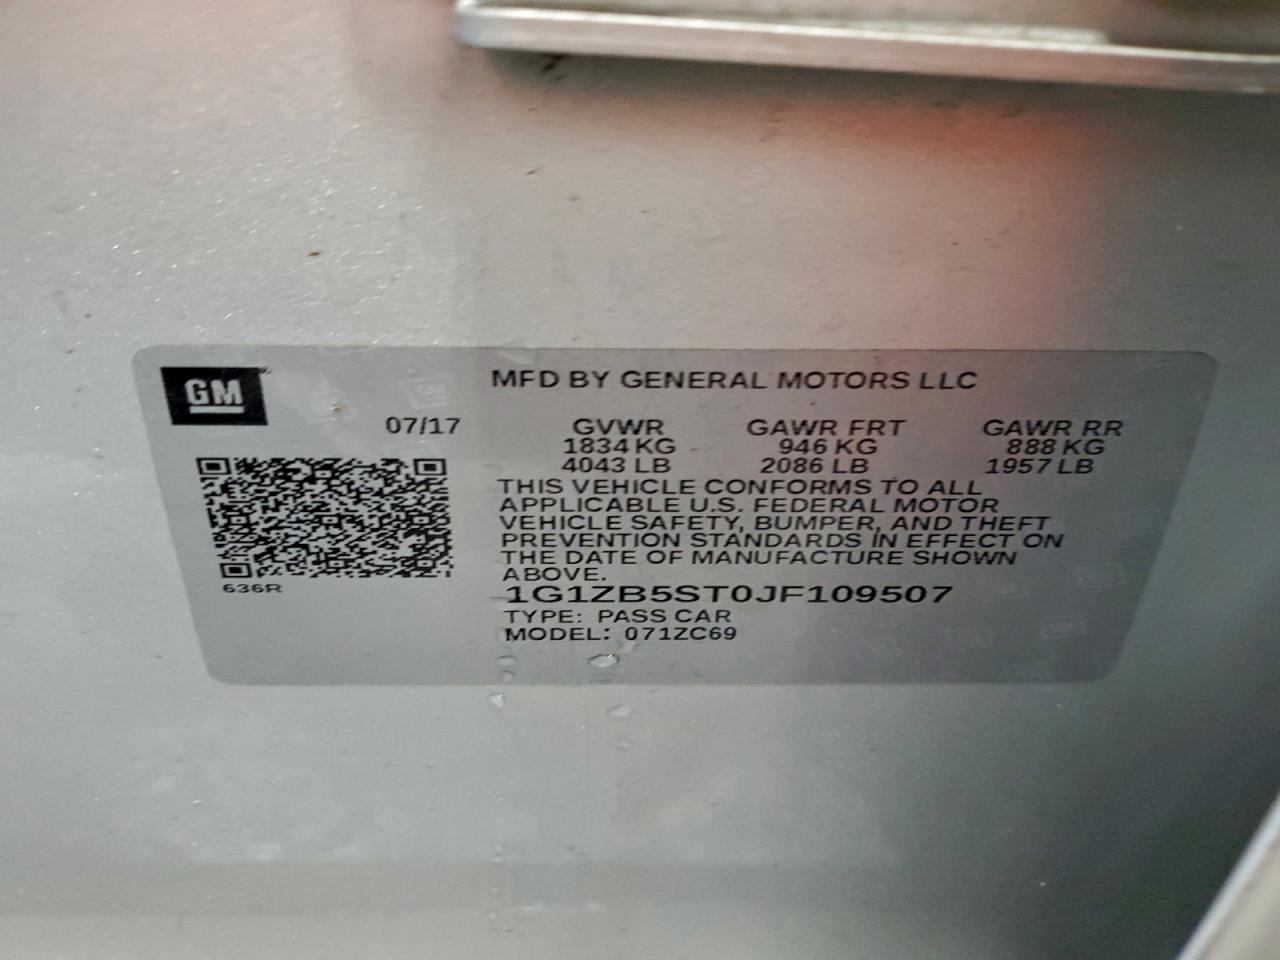 GM
MFD BY GENERAL MOTORS LLC
07/17
GVWR GAWR FRT GAWR RR
1834 KG 946 KG 888 KG
4043 LB 2086 LB 1957 LB
THIS VEHICLE CONFORMS TO ALL
APPLICABLE U.S. FEDERAL MOTOR
VEHICLE SAFETY, BUMPER, AND THEFT
PREVENTION STANDARDS IN EFFECT ON
THE DATE OF MANUFACTURE SHOWN
ABOVE.
636R
1G1ZB5ST0JF109507
TYPE: PASS CAR
MODEL: 071ZC69